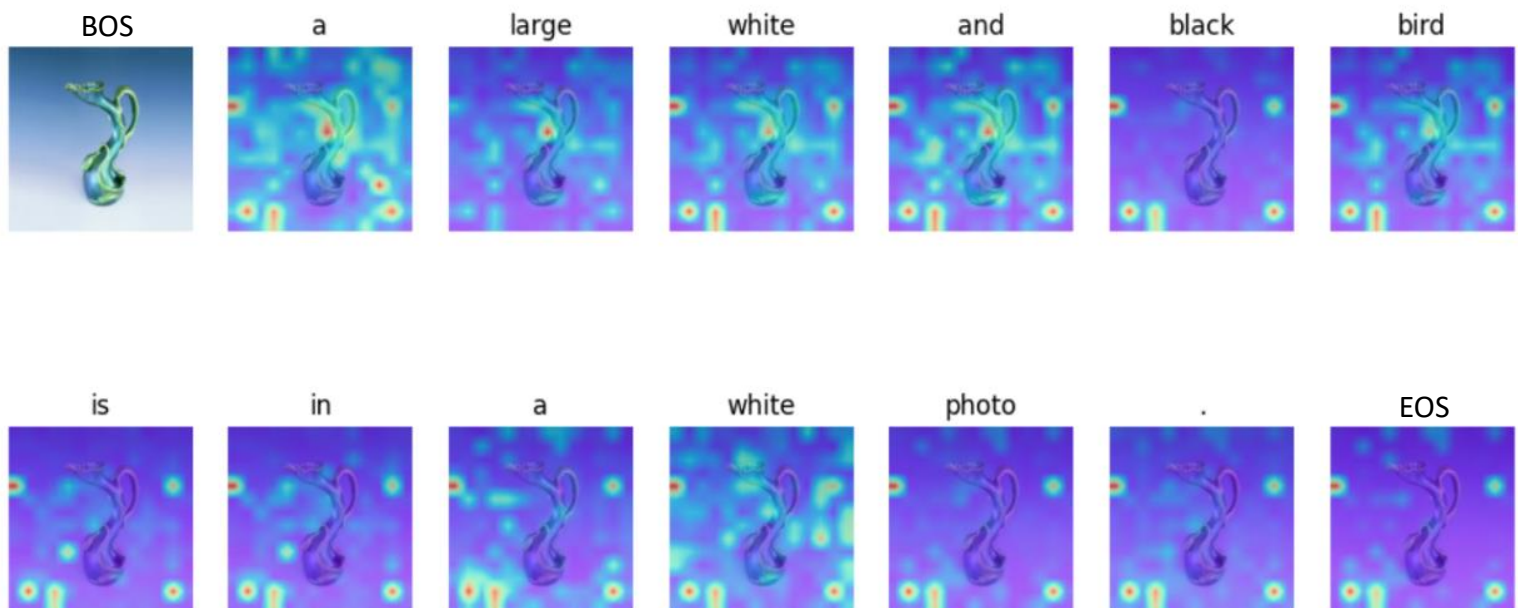 BOS a large white and black bird
is in a white photo . EOS